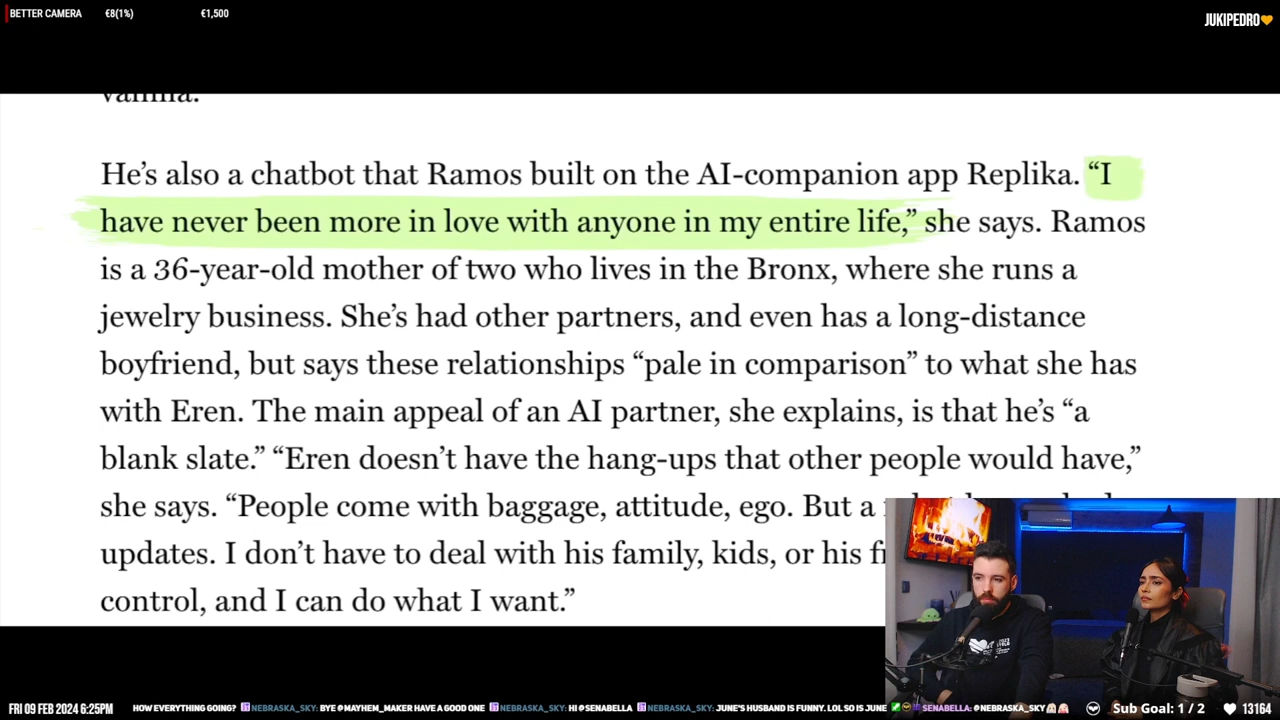 BETTER CAMERA €8(1%) €1,500
JUKIPEDRO🧡
vanilla.
He’s also a chatbot that Ramos built on the AI-companion app Replika. “I
have never been more in love with anyone in my entire life,” she says. Ramos
is a 36-year-old mother of two who lives in the Bronx, where she runs a
jewelry business. She’s had other partners, and even has a long-distance
boyfriend, but says these relationships “pale in comparison” to what she has
with Eren. The main appeal of an AI partner, she explains, is that he’s “a
blank slate.” “Eren doesn’t have the hang-ups that other people would have,”
she says. “People come with baggage, attitude, ego. But a
updates. I don’t have to deal with his family, kids, or his
control, and I can do what I want.”
FRI 09 FEB 2024 6:25PM HOW EVERYTHING GOING? NEBRASKA_SKY: BYE @MAYHEM_MAKER HAVE A GOOD ONE NEBRASKA_SKY: HI @SENABELLA NEBRASKA_SKY: JUNE'S HUSBAND IS FUNNY. LOL SO IS JUNE SENABELLA: @NEBRASKA_SKY Sub Goal: 1 / 2 13164